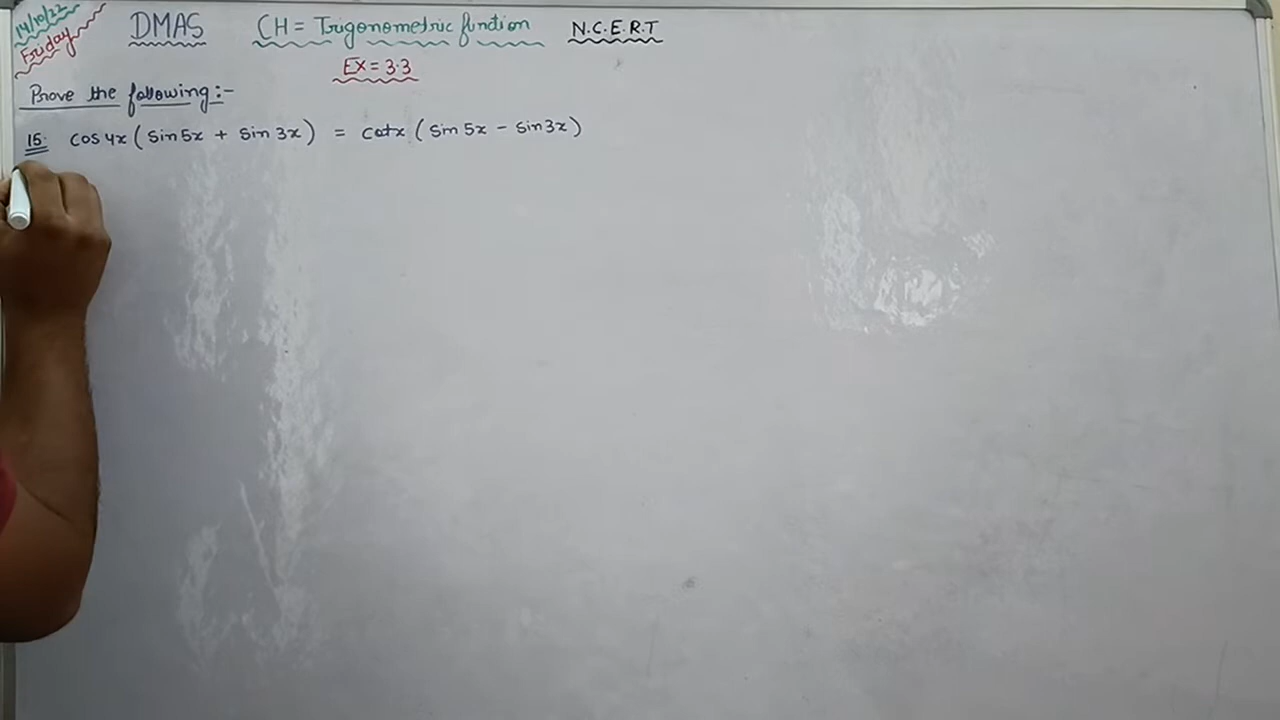 14/10/22
Friday
DMAS CH = Trigonometric function N.C.E.R.T
EX = 3.3
Prove the following :-
15. cos 4x ( sin 5x + sin 3x ) = cot x ( sin 5x - sin 3x )